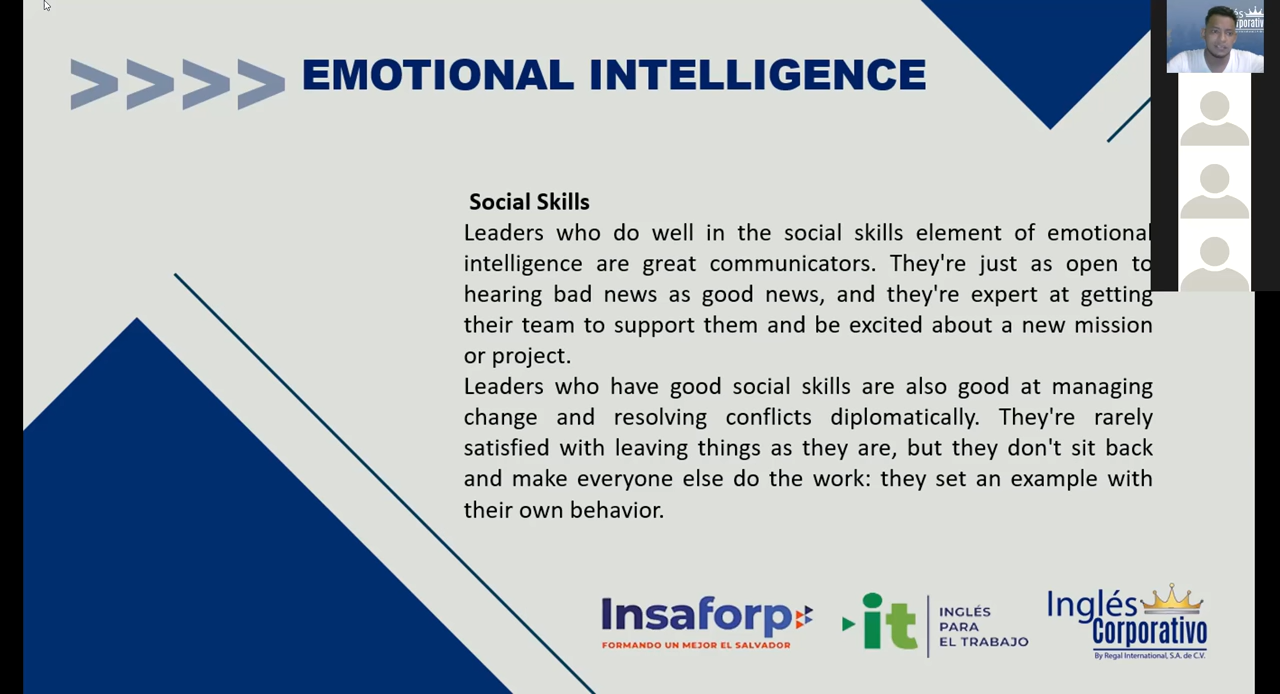 >>>> EMOTIONAL INTELLIGENCE
Social Skills
Leaders who do well in the social skills element of emotional
intelligence are great communicators. They're just as open to
hearing bad news as good news, and they're expert at getting
their team to support them and be excited about a new mission
or project.
Leaders who have good social skills are also good at managing
change and resolving conflicts diplomatically. They're rarely
satisfied with leaving things as they are, but they don't sit back
and make everyone else do the work: they set an example with
their own behavior.
Insaforp
FORMANDO UN MEJOR EL SALVADOR
it
INGLÉS
PARA
EL TRABAJO
Inglés
Corporativo
By Regal International, S.A. de C.V.